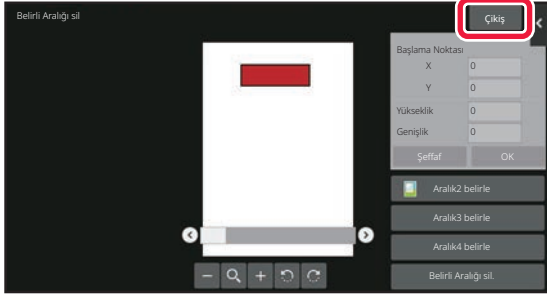 Belirli Aralığı sil
Çikiş
Başlama Noktası
X 0
Y 0
Yükseklik 0
Genişlik 0
Şeffaf OK
Aralık2 belirle
Aralık3 belirle
Aralık4 belirle
Belirli Aralığı sil.